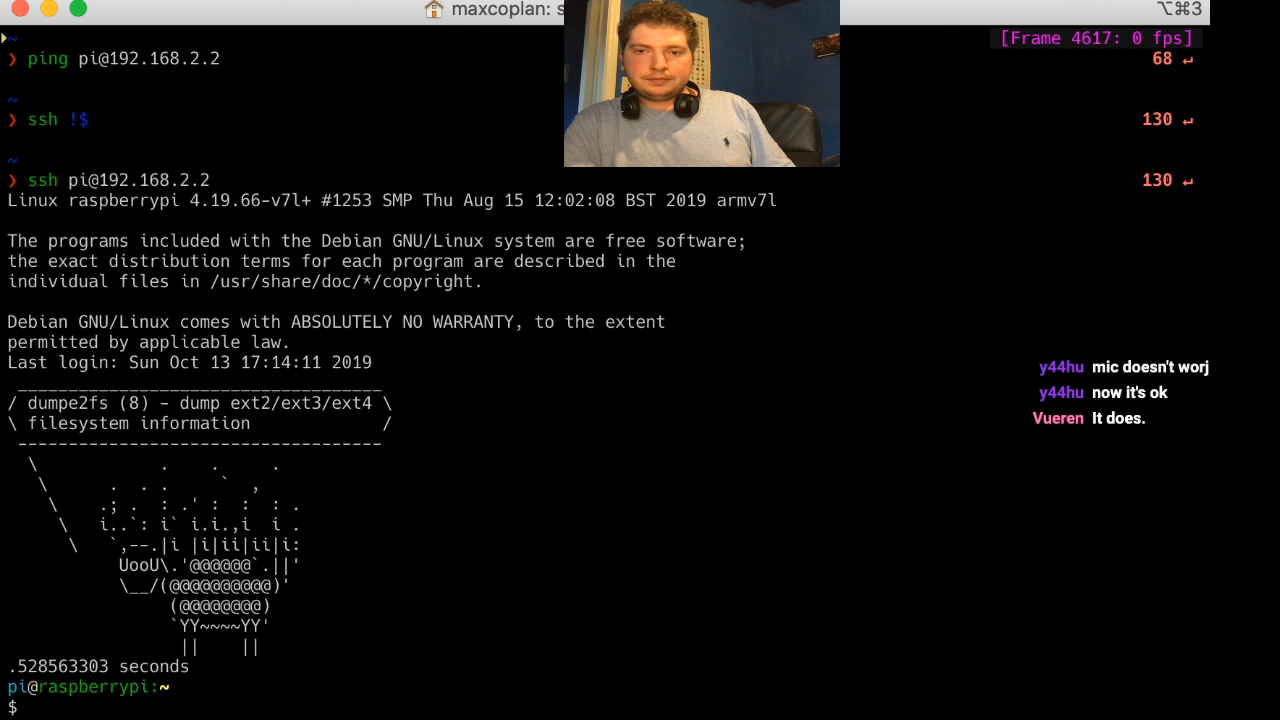 maxcoplan: s
⌥⌘3
~
[Frame 4617: 0 fps]
❯ ping pi@192.168.2.2
68 ↵
~
❯ ssh !$
130 ↵
~
❯ ssh pi@192.168.2.2
130 ↵
Linux raspberrypi 4.19.66-v7l+ #1253 SMP Thu Aug 15 12:02:08 BST 2019 armv7l
The programs included with the Debian GNU/Linux system are free software;
the exact distribution terms for each program are described in the
individual files in /usr/share/doc/*/copyright.
Debian GNU/Linux comes with ABSOLUTELY NO WARRANTY, to the extent
permitted by applicable law.
Last login: Sun Oct 13 17:14:11 2019
 _____________________________________
/ dumpe2fs (8) - dump ext2/ext3/ext4 \
\ filesystem information             /
 ------------------------------------
  \            .    .     .
   \      .  . .     `  ,
    \    .; .  : .' :  :  : .
     \   i..`: i` i.i.,i  i .
      \   `,--.|i |i|ii|ii|i:
           UooU\.'@@@@@@`.||'
           \__/(@@@@@@@@@@)'
                (@@@@@@@@)
                `YY~~~~YY'
                 ||    ||
.528563303 seconds
pi@raspberrypi:~
$
y44hu mic doesn't worj
y44hu now it's ok
Vueren It does.